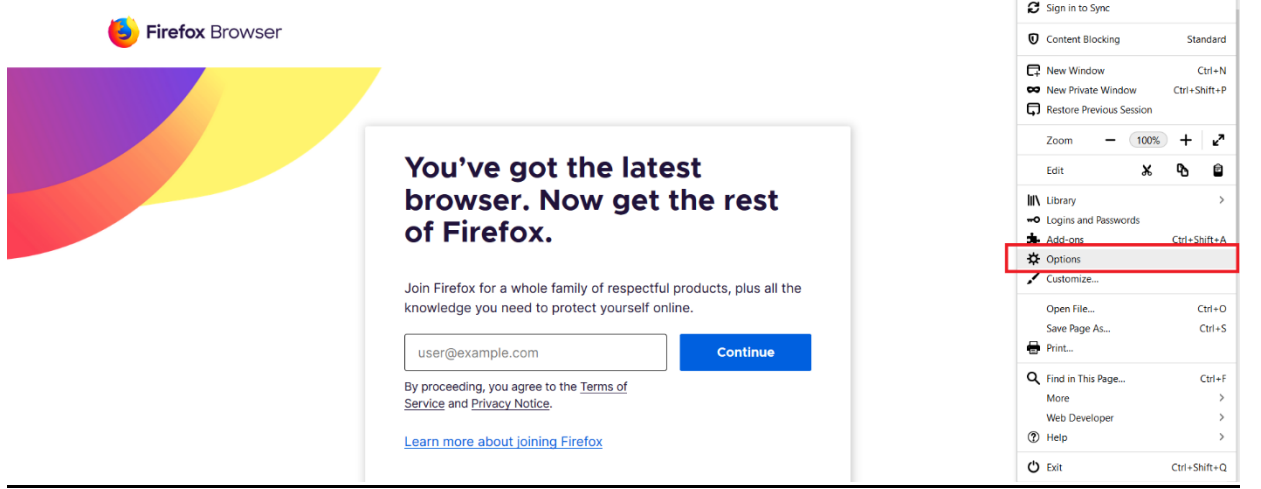 Firefox Browser
You've got the latest
browser. Now get the rest
of Firefox.
Join Firefox for a whole family of respectful products, plus all the
knowledge you need to protect yourself online.
user@example.com
Continue
By proceeding, you agree to the Terms of
Service and Privacy Notice.
Learn more about joining Firefox
Sign in to Sync
Content Blocking Standard
New Window Ctrl+N
New Private Window Ctrl+Shift+P
Restore Previous Session
Zoom 100%
Edit
Library
Logins and Passwords
Add-ons Ctrl+Shift+A
Options
Customize...
Open File... Ctrl+O
Save Page As... Ctrl+S
Print...
Find in This Page... Ctrl+F
More
Web Developer
Help
Exit Ctrl+Shift+Q